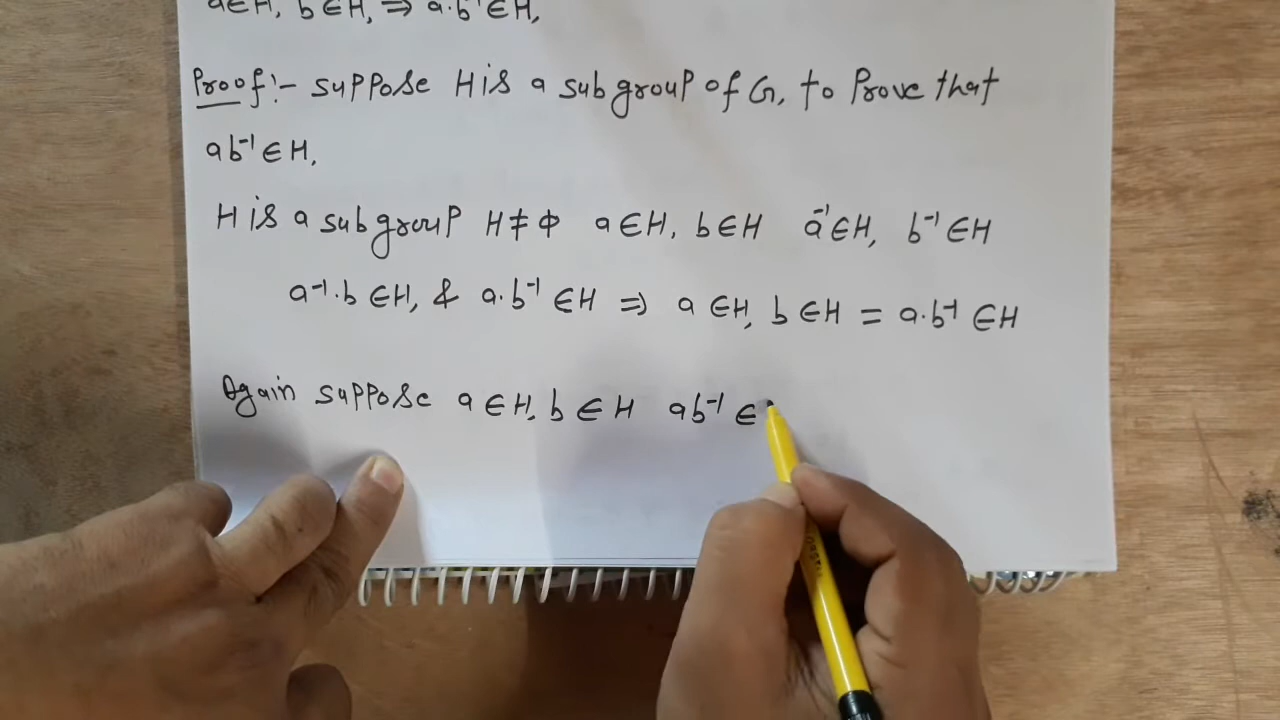 a∈H, b∈H, ⇒ a·b⁻¹∈H,
Proof:- Suppose H is a subgroup of G, to Prove that
ab⁻¹∈H,
H is a subgroup H≠Φ a∈H, b∈H a⁻¹∈H, b⁻¹∈H
a⁻¹·b∈H, & a·b⁻¹∈H ⇒ a∈H, b∈H = a·b⁻¹∈H
Again suppose a∈H, b∈H ab⁻¹∈